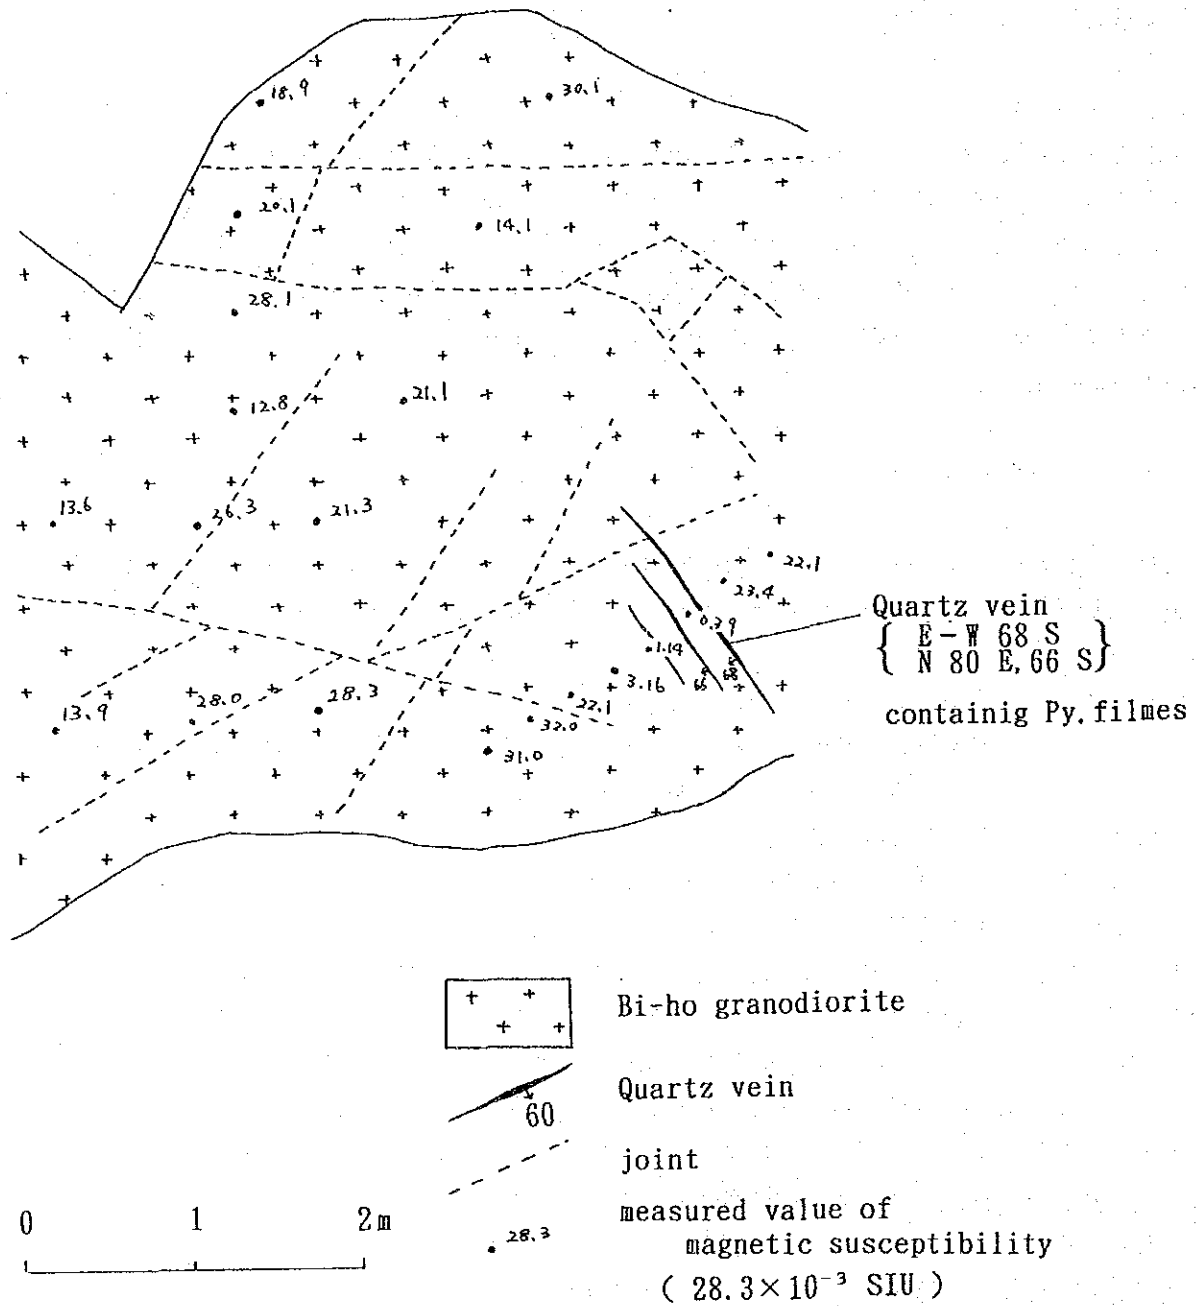 18.9
30.1
20.1
14.1
28.1
12.8
21.1
13.6
36.3
21.3
22.1
23.4
0.39
1.14
3.16
22.1
32.0
31.0
13.9
28.0
28.3
66
68
Quartz vein
{ E-W 68 S }
{ N 80 E, 66 S }
containig Py. filmes
Bi-ho granodiorite
60
Quartz vein
joint
0 1 2m
28.3
measured value of
magnetic susceptibility
( 28.3×10⁻³ SIU )